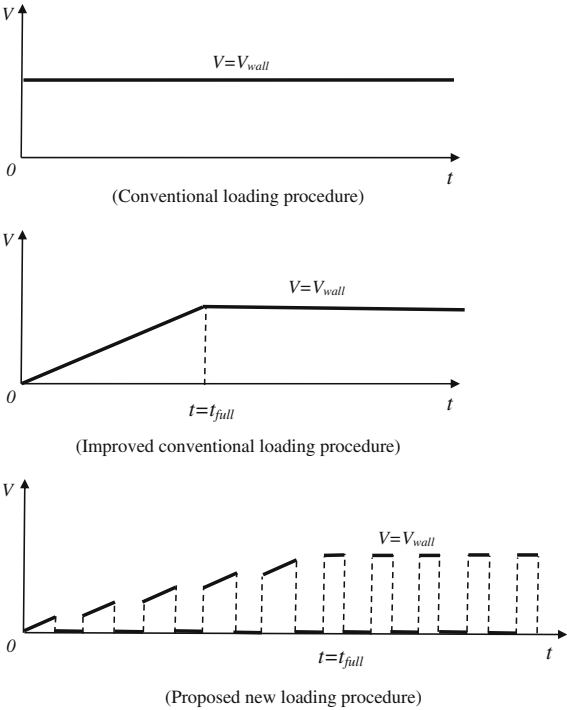 V
V=Vwall
0
t
(Conventional loading procedure)
V
V=Vwall
0
t=tfull
t
(Improved conventional loading procedure)
V
V=Vwall
0
t=tfull
t
(Proposed new loading procedure)